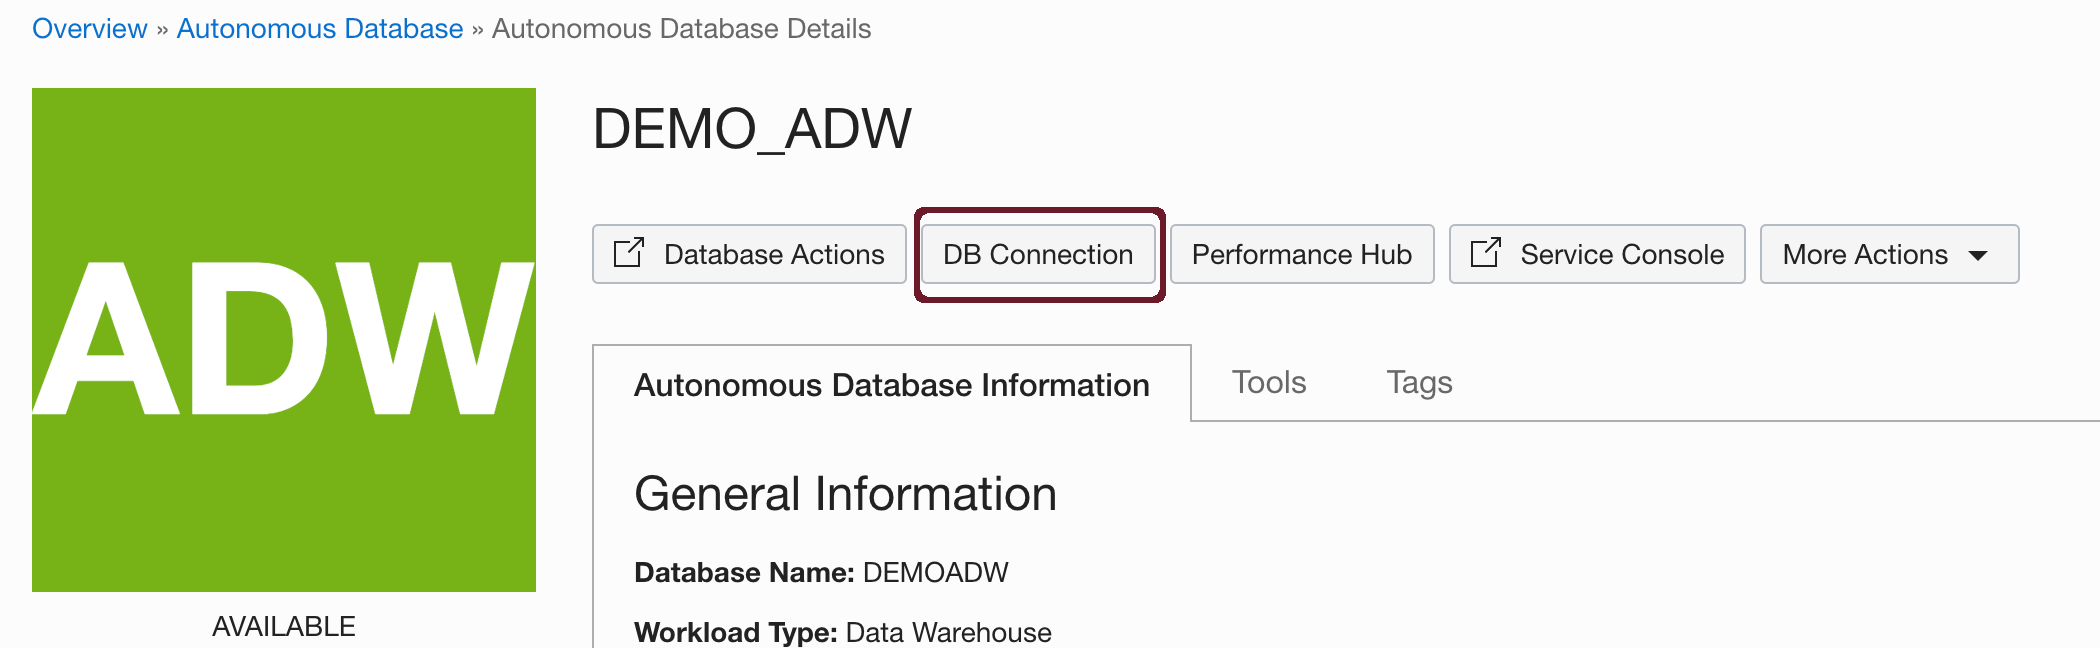 Overview » Autonomous Database » Autonomous Database Details
ADW
AVAILABLE
DEMO_ADW
Database Actions DB Connection Performance Hub Service Console More Actions
Autonomous Database Information Tools Tags
General Information
Database Name: DEMOADW
Workload Type: Data Warehouse